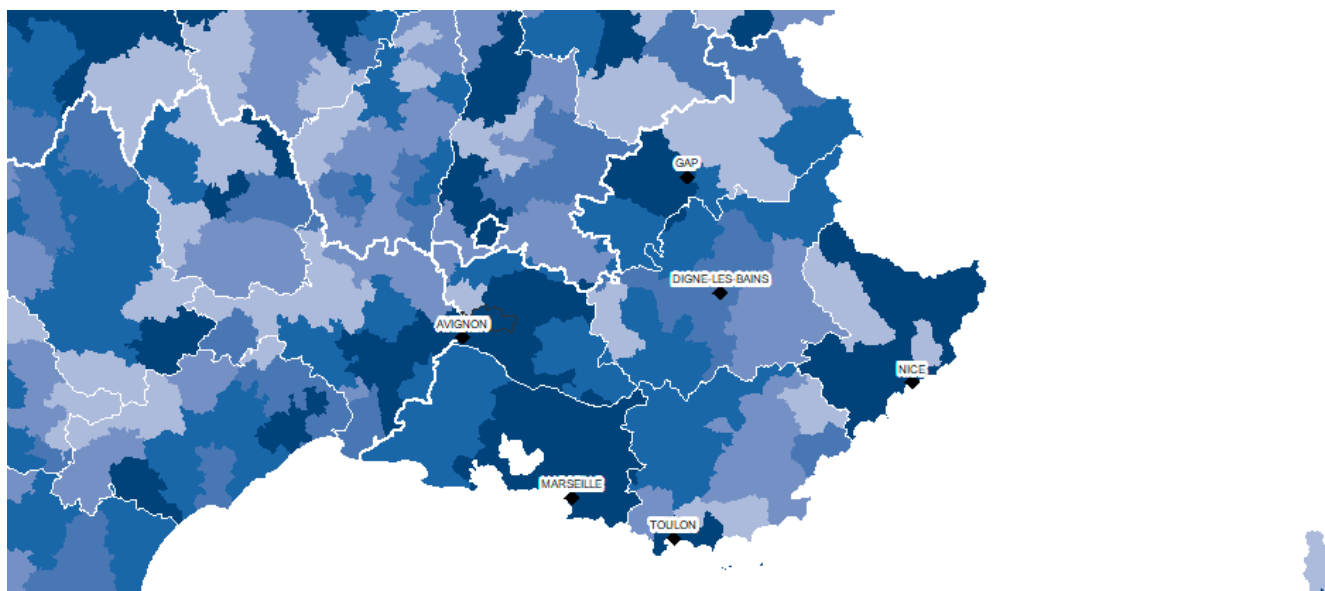 GAP
DIGNE-LES-BAINS
AVIGNON
NICE
MARSEILLE
TOULON